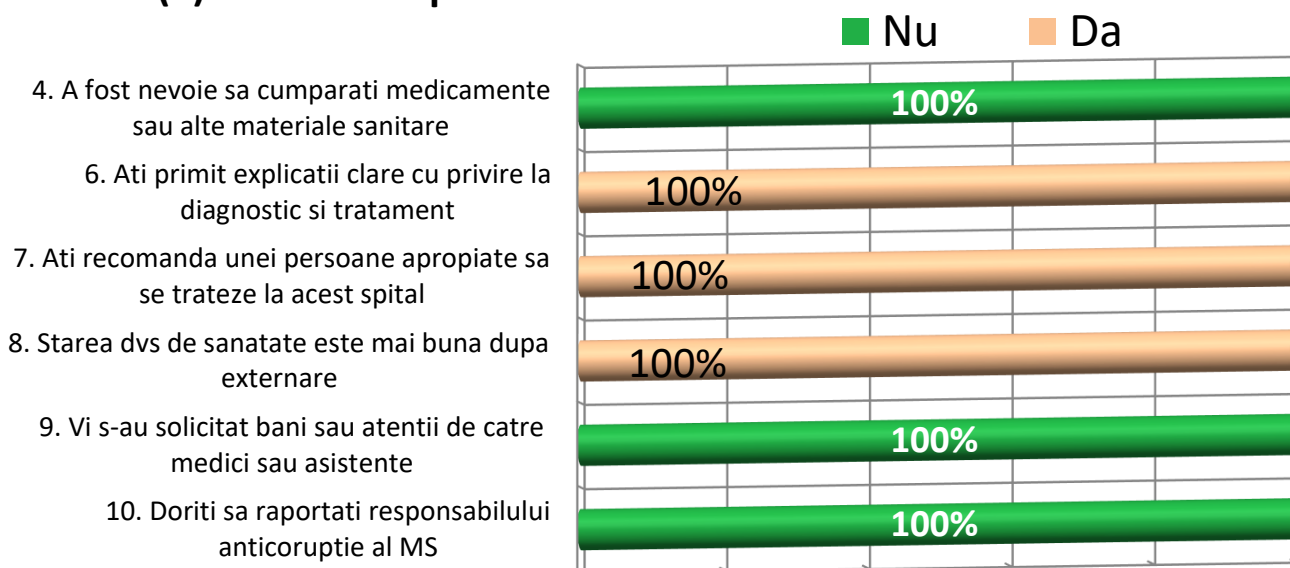 Nu Da
4. A fost nevoie sa cumparati medicamente
sau alte materiale sanitare
100%
6. Ati primit explicatii clare cu privire la
diagnostic si tratament
100%
7. Ati recomanda unei persoane apropiate sa
se trateze la acest spital
100%
8. Starea dvs de sanatate este mai buna dupa
externare
100%
9. Vi s-au solicitat bani sau atentii de catre
medici sau asistente
100%
10. Doriti sa raportati responsabilului
anticoruptie al MS
100%